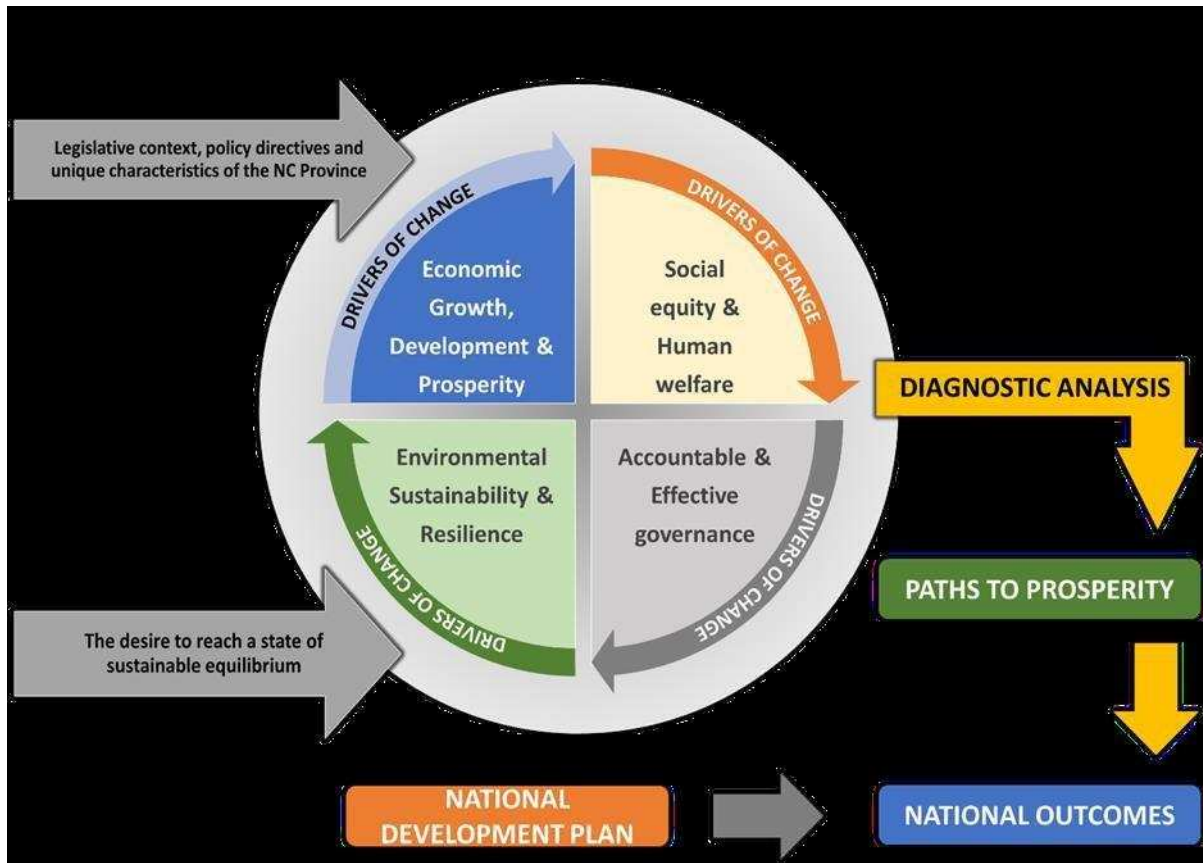 Legislative context, policy directives and
unique characteristics of the NC Province
DRIVERS OF CHANGE
Economic
Growth,
Development &
Prosperity
DRIVERS OF CHANGE
Social
equity &
Human
welfare
DIAGNOSTIC ANALYSIS
Environmental
Sustainability &
Resilience
DRIVERS OF CHANGE
Accountable &
Effective
governance
DRIVERS OF CHANGE
PATHS TO PROSPERITY
The desire to reach a state of
sustainable equilibrium
NATIONAL
DEVELOPMENT PLAN
NATIONAL OUTCOMES